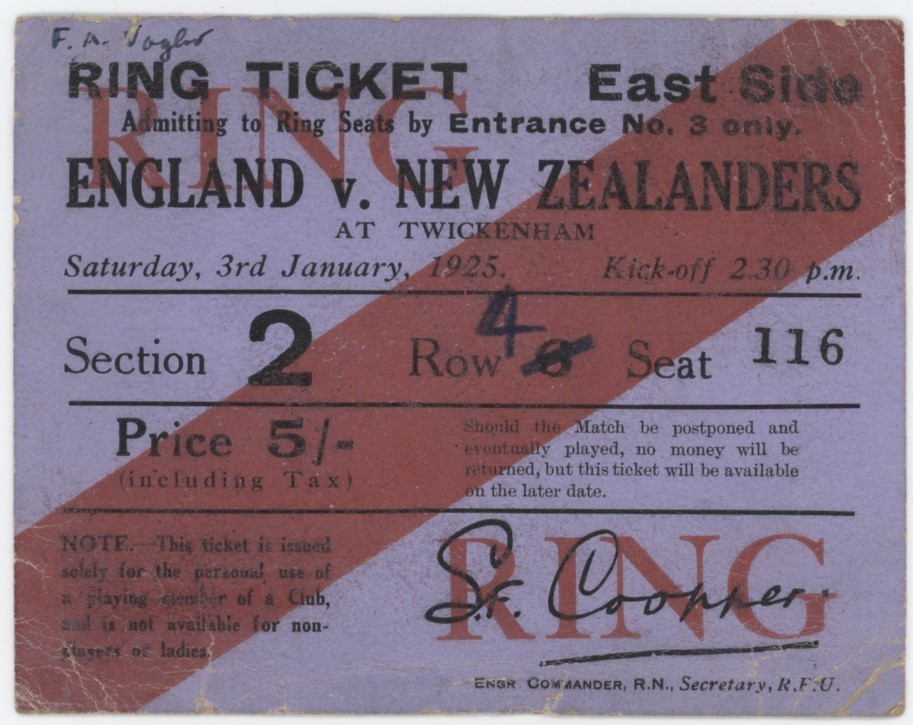 F. A. Vogler
RING TICKET East Side
RING
Admitting to Ring Seats by Entrance No. 3 only.
ENGLAND v. NEW ZEALANDERS
AT TWICKENHAM
Saturday, 3rd January, 1925. Kick-off 2.30 p.m.
4
Section 2 Row Seat 116
Price 5/-
(including Tax)
Should the Match be postponed and
eventually played, no money will be
returned, but this ticket will be available
on the later date.
NOTE.—This ticket is issued
solely for the personal use of
a playing member of a Club,
and is not available for non-
players or ladies.
RING
S.F. Coopper
ENGR. COMMANDER, R.N., Secretary, R.F.U.